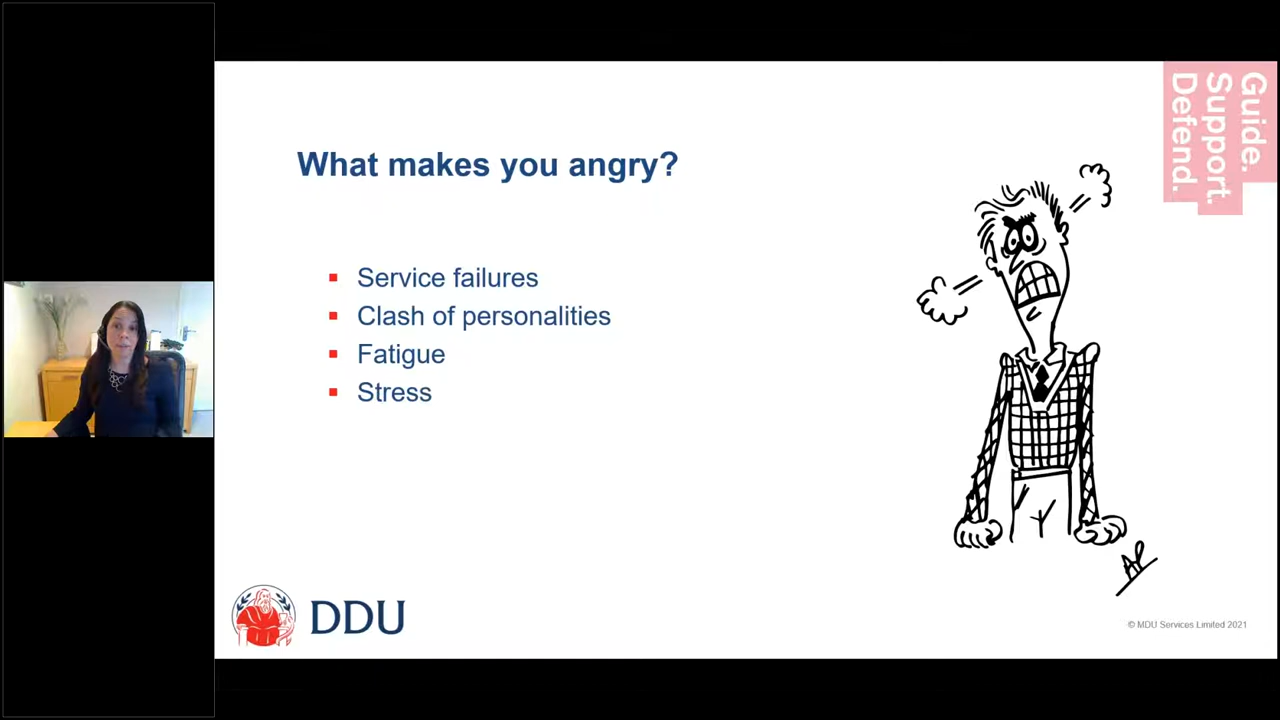 Guide.
Support.
Defend.
What makes you angry?
Service failures
Clash of personalities
Fatigue
Stress
AP
DDU
© MDU Services Limited 2021